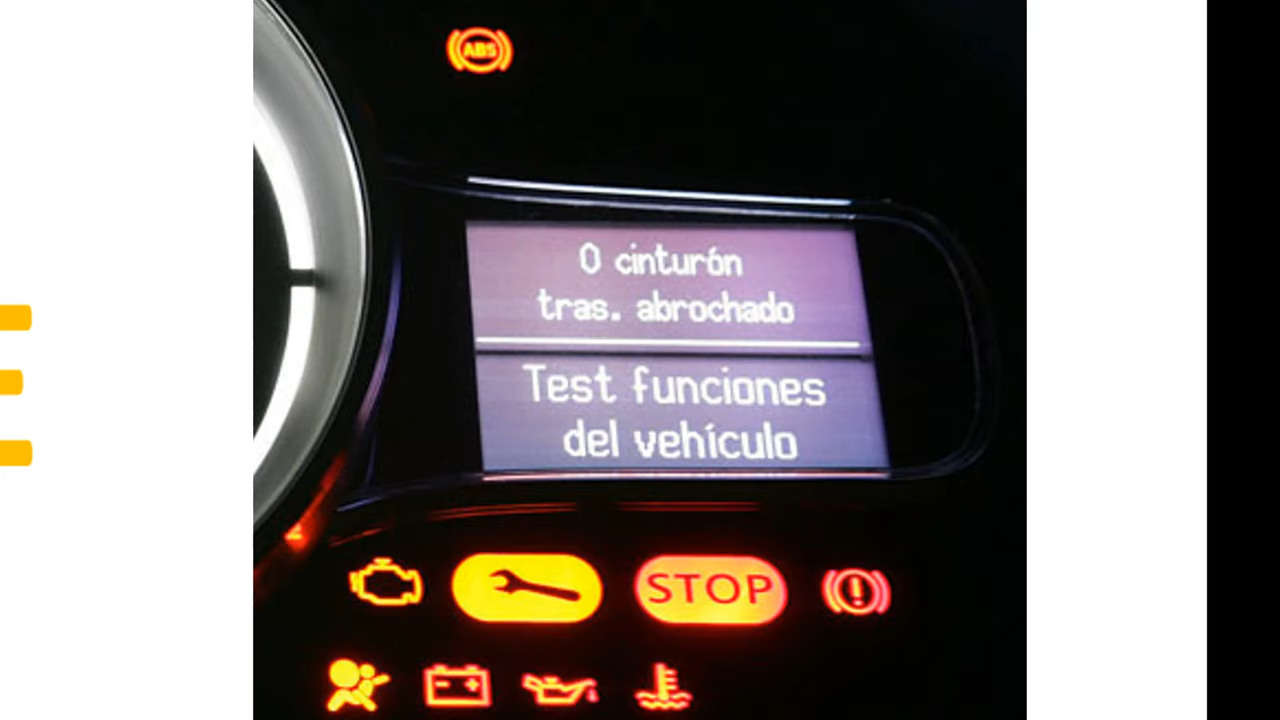 ABS
0 cinturón
tras. abrochado
Test funciones
del vehículo
STOP